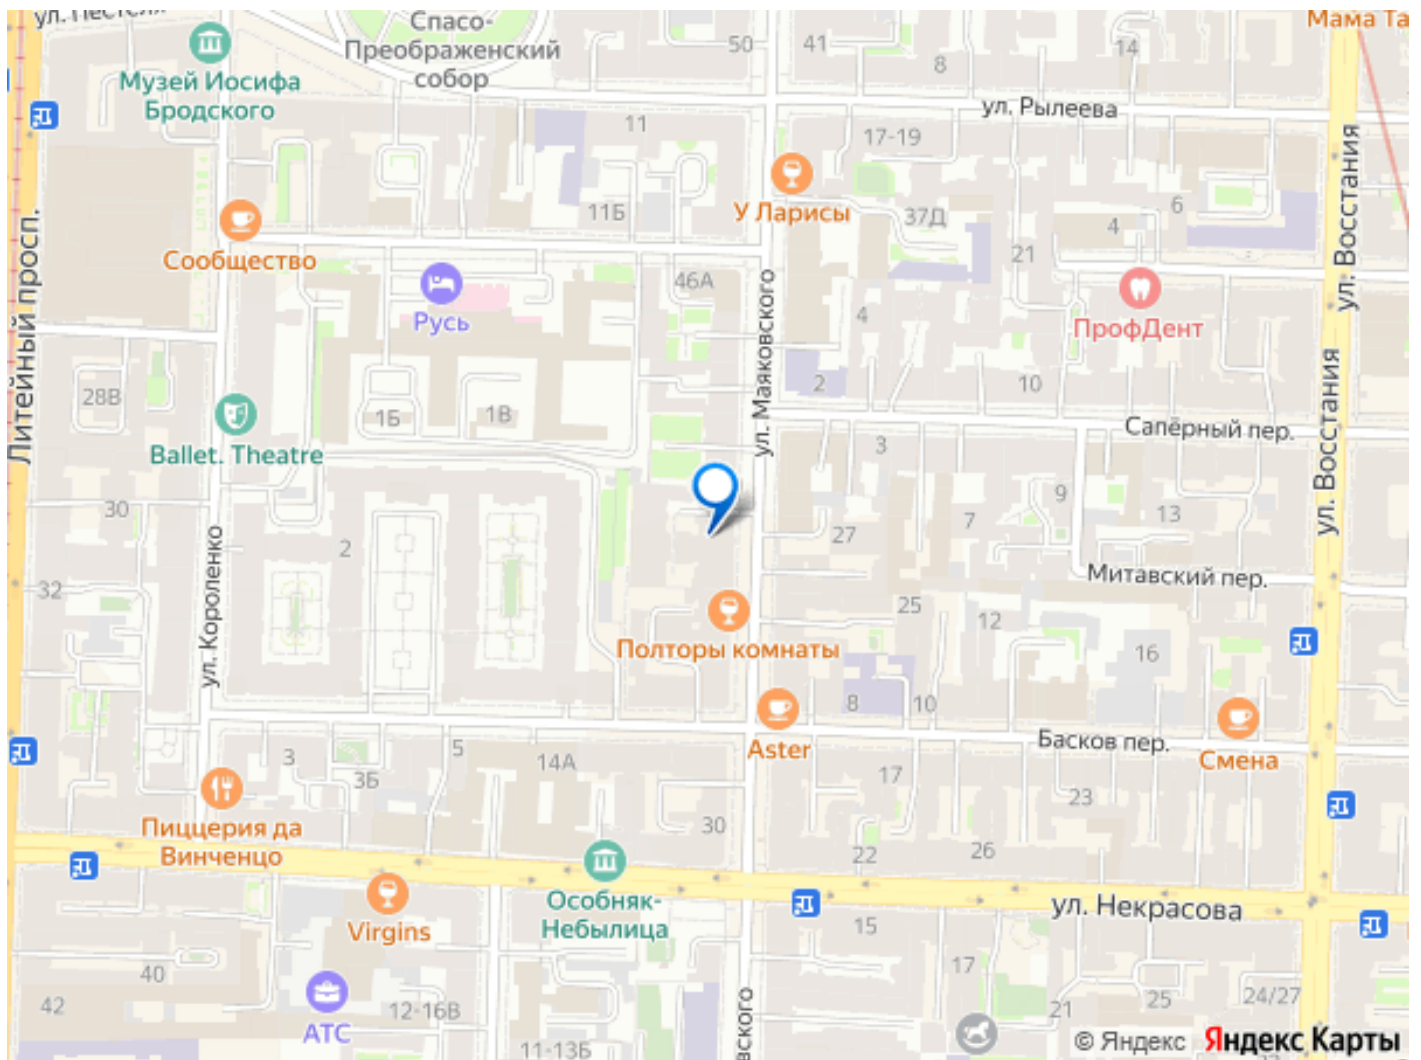 ул. Пестеля
Спасо-
Преображенский
собор
50
41
14
8
Мама Та
Музей Иосифа
Бродского
11
ул. Рылеева
17-19
У Ларисы
11Б
37Д
6
4
21
Сообщество
46А
Русь
ПрофДент
4
2
10
28В
1Б
1В
Сапёрный пер.
ул. Маяковского
ул. Восстания
ул. Восстания
Литейный просп.
Ballet. Theatre
3
30
9
13
7
27
2
32
Митавский пер.
ул. Короленко
25
12
16
Полторы комнаты
8
10
Aster
Басков пер.
Смена
3
3Б
5
14А
17
23
30
22
26
Пиццерия да
Винченцо
Особняк-
Небылица
ул. Некрасова
Virgins
15
17
40
42
АТС
12-16В
11-13Б
вского
21
25
24/27
© Яндекс Яндекс Карты